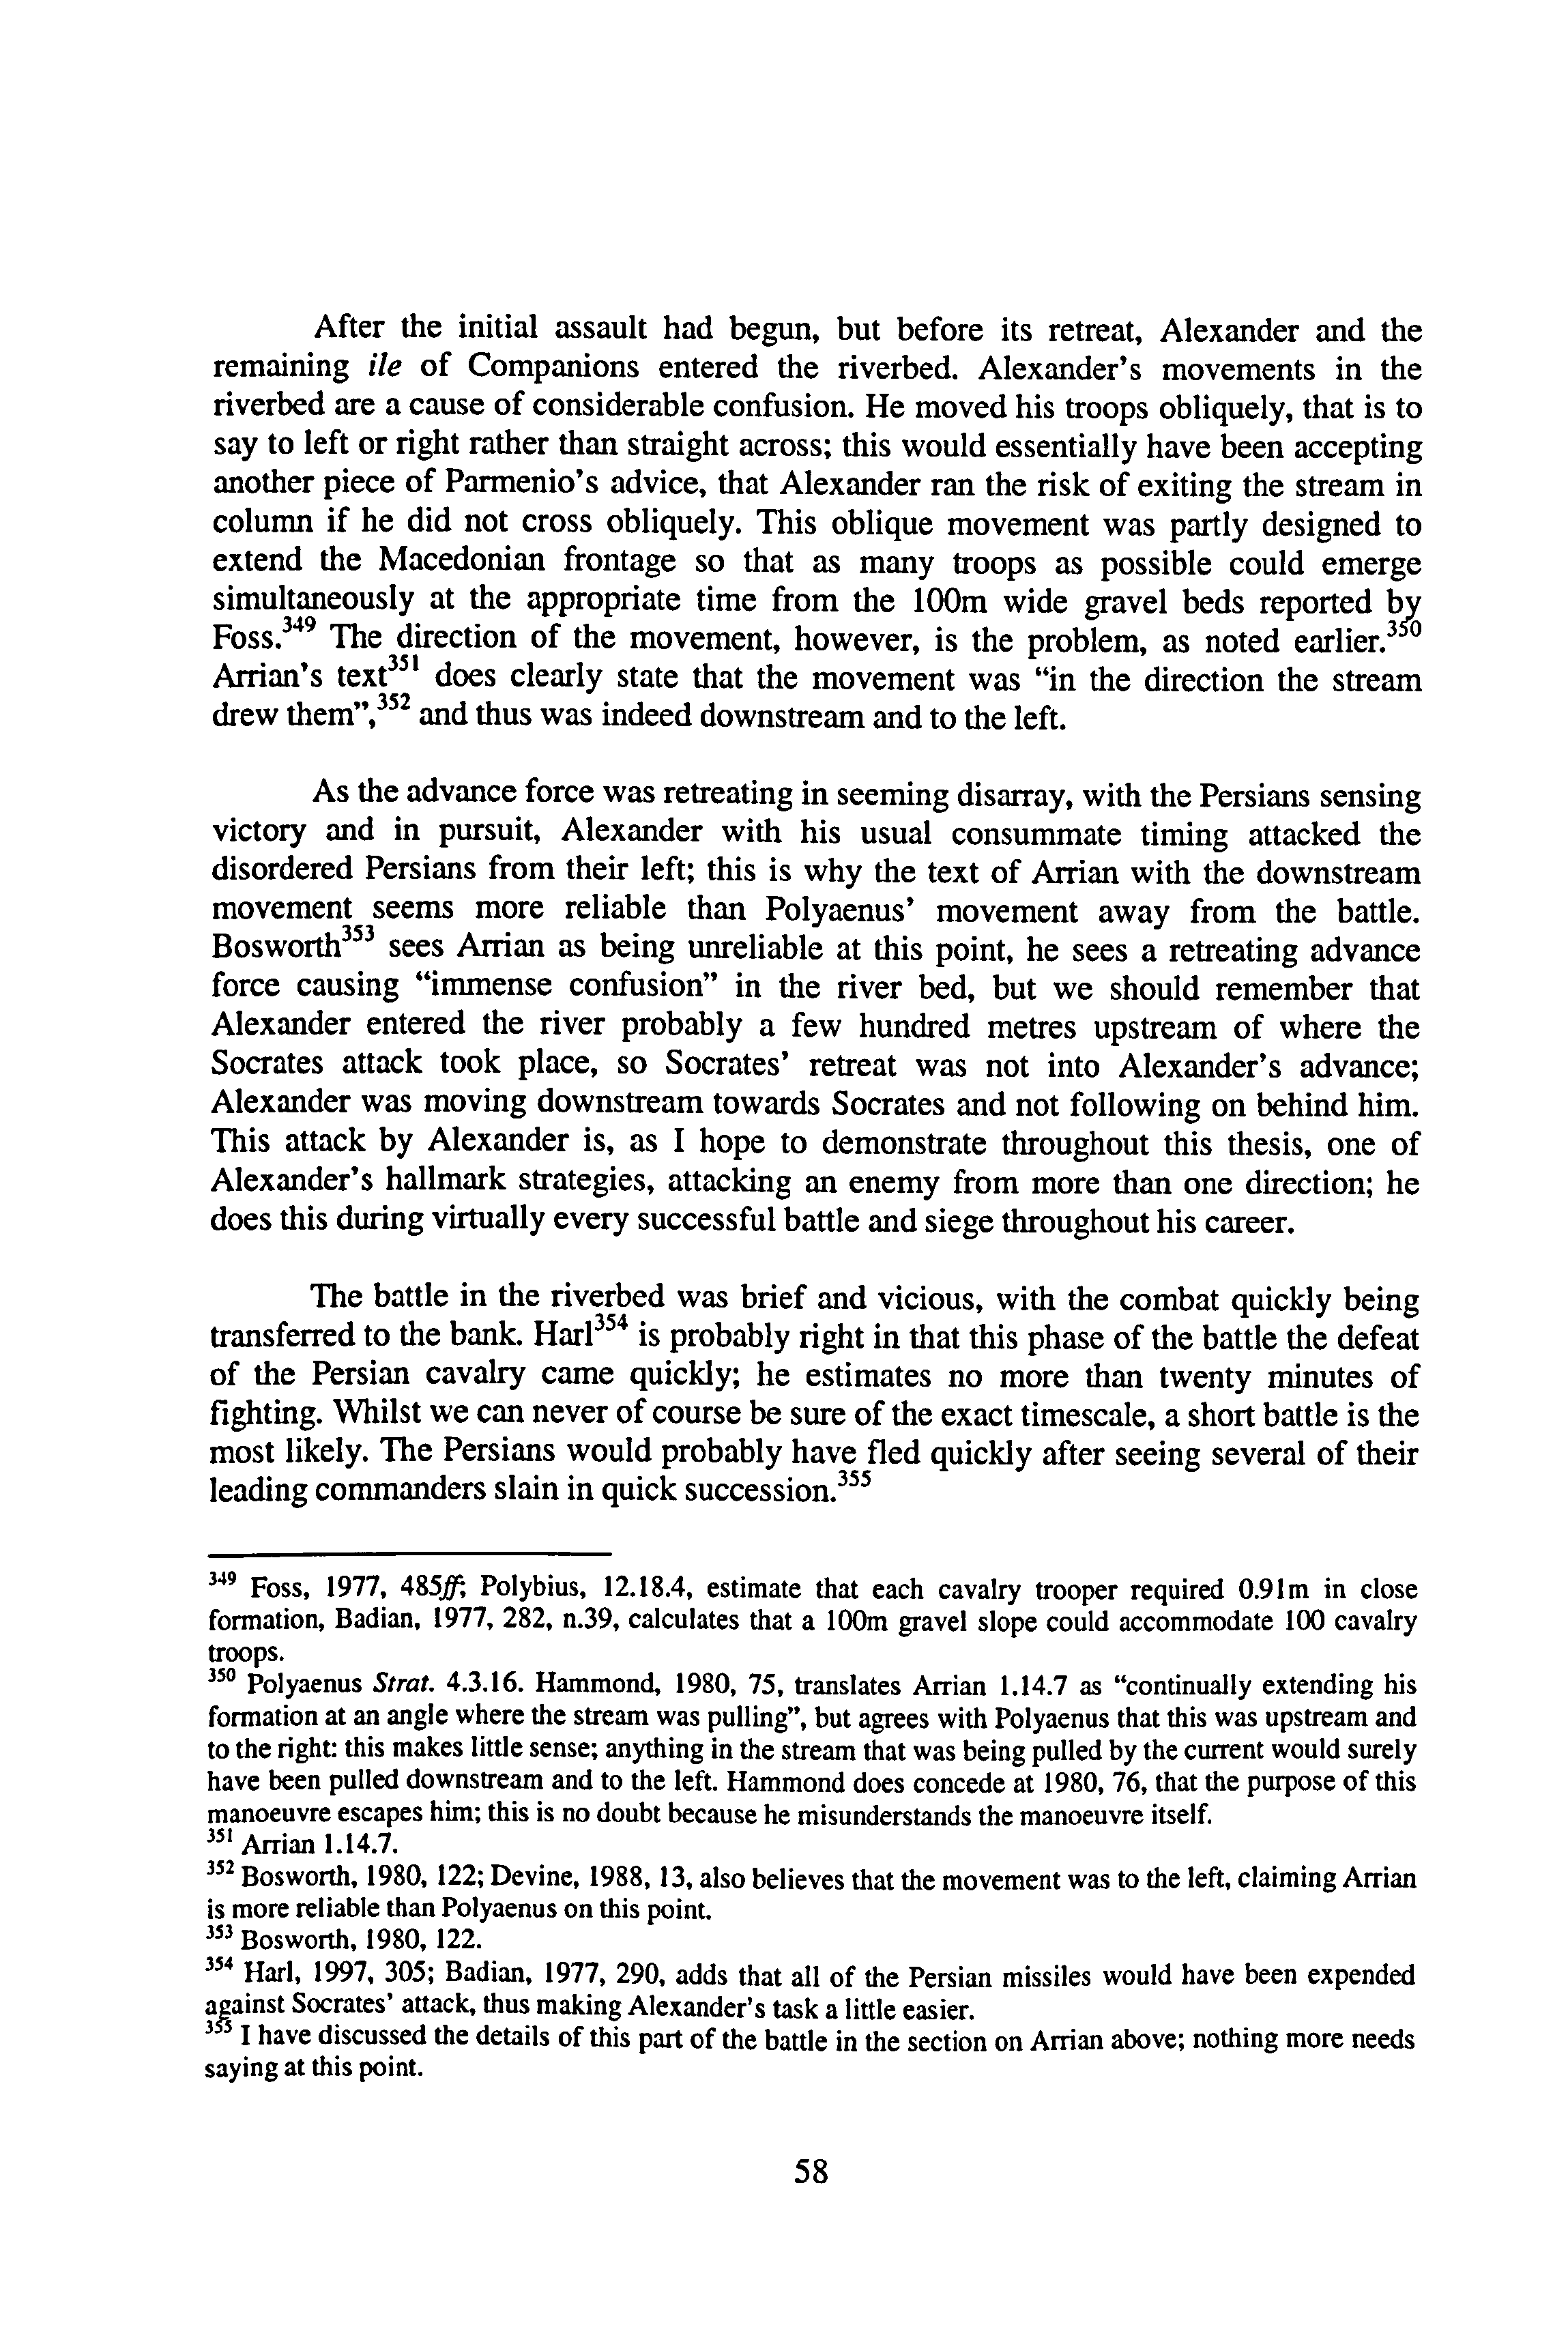 After the initial assault had begun, but before its retreat, Alexander and the
remaining ile of Companions entered the riverbed. Alexander's movements in the
riverbed are a cause of considerable confusion. He moved his troops obliquely, that is to
say to left or right rather than straight across; this would essentially have been accepting
another piece of Parmenio's advice, that Alexander ran the risk of exiting the stream in
column if he did not cross obliquely. This oblique movement was partly designed to
extend the Macedonian frontage so that as many troops as possible could emerge
simultaneously at the appropriate time from the 100m wide gravel beds reported by
Foss.349 The direction of the movement, however, is the problem, as noted earlier.350
Arrian's text351 does clearly state that the movement was “in the direction the stream
drew them”,352 and thus was indeed downstream and to the left.
As the advance force was retreating in seeming disarray, with the Persians sensing
victory and in pursuit, Alexander with his usual consummate timing attacked the
disordered Persians from their left; this is why the text of Arrian with the downstream
movement seems more reliable than Polyaenus' movement away from the battle.
Bosworth353 sees Arrian as being unreliable at this point, he sees a retreating advance
force causing “immense confusion” in the river bed, but we should remember that
Alexander entered the river probably a few hundred metres upstream of where the
Socrates attack took place, so Socrates' retreat was not into Alexander's advance;
Alexander was moving downstream towards Socrates and not following on behind him.
This attack by Alexander is, as I hope to demonstrate throughout this thesis, one of
Alexander's hallmark strategies, attacking an enemy from more than one direction; he
does this during virtually every successful battle and siege throughout his career.
The battle in the riverbed was brief and vicious, with the combat quickly being
transferred to the bank. Harl354 is probably right in that this phase of the battle the defeat
of the Persian cavalry came quickly; he estimates no more than twenty minutes of
fighting. Whilst we can never of course be sure of the exact timescale, a short battle is the
most likely. The Persians would probably have fled quickly after seeing several of their
leading commanders slain in quick succession.355
349 Foss, 1977, 485ff; Polybius, 12.18.4, estimate that each cavalry trooper required 0.91m in close
formation, Badian, 1977, 282, n.39, calculates that a 100m gravel slope could accommodate 100 cavalry
troops.
350 Polyaenus Strat. 4.3.16. Hammond, 1980, 75, translates Arrian 1.14.7 as “continually extending his
formation at an angle where the stream was pulling”, but agrees with Polyaenus that this was upstream and
to the right: this makes little sense; anything in the stream that was being pulled by the current would surely
have been pulled downstream and to the left. Hammond does concede at 1980, 76, that the purpose of this
manoeuvre escapes him; this is no doubt because he misunderstands the manoeuvre itself.
351 Arrian 1.14.7.
352 Bosworth, 1980, 122; Devine, 1988, 13, also believes that the movement was to the left, claiming Arrian
is more reliable than Polyaenus on this point.
353 Bosworth, 1980, 122.
354 Harl, 1997, 305; Badian, 1977, 290, adds that all of the Persian missiles would have been expended
against Socrates' attack, thus making Alexander's task a little easier.
355 I have discussed the details of this part of the battle in the section on Arrian above; nothing more needs
saying at this point.
58